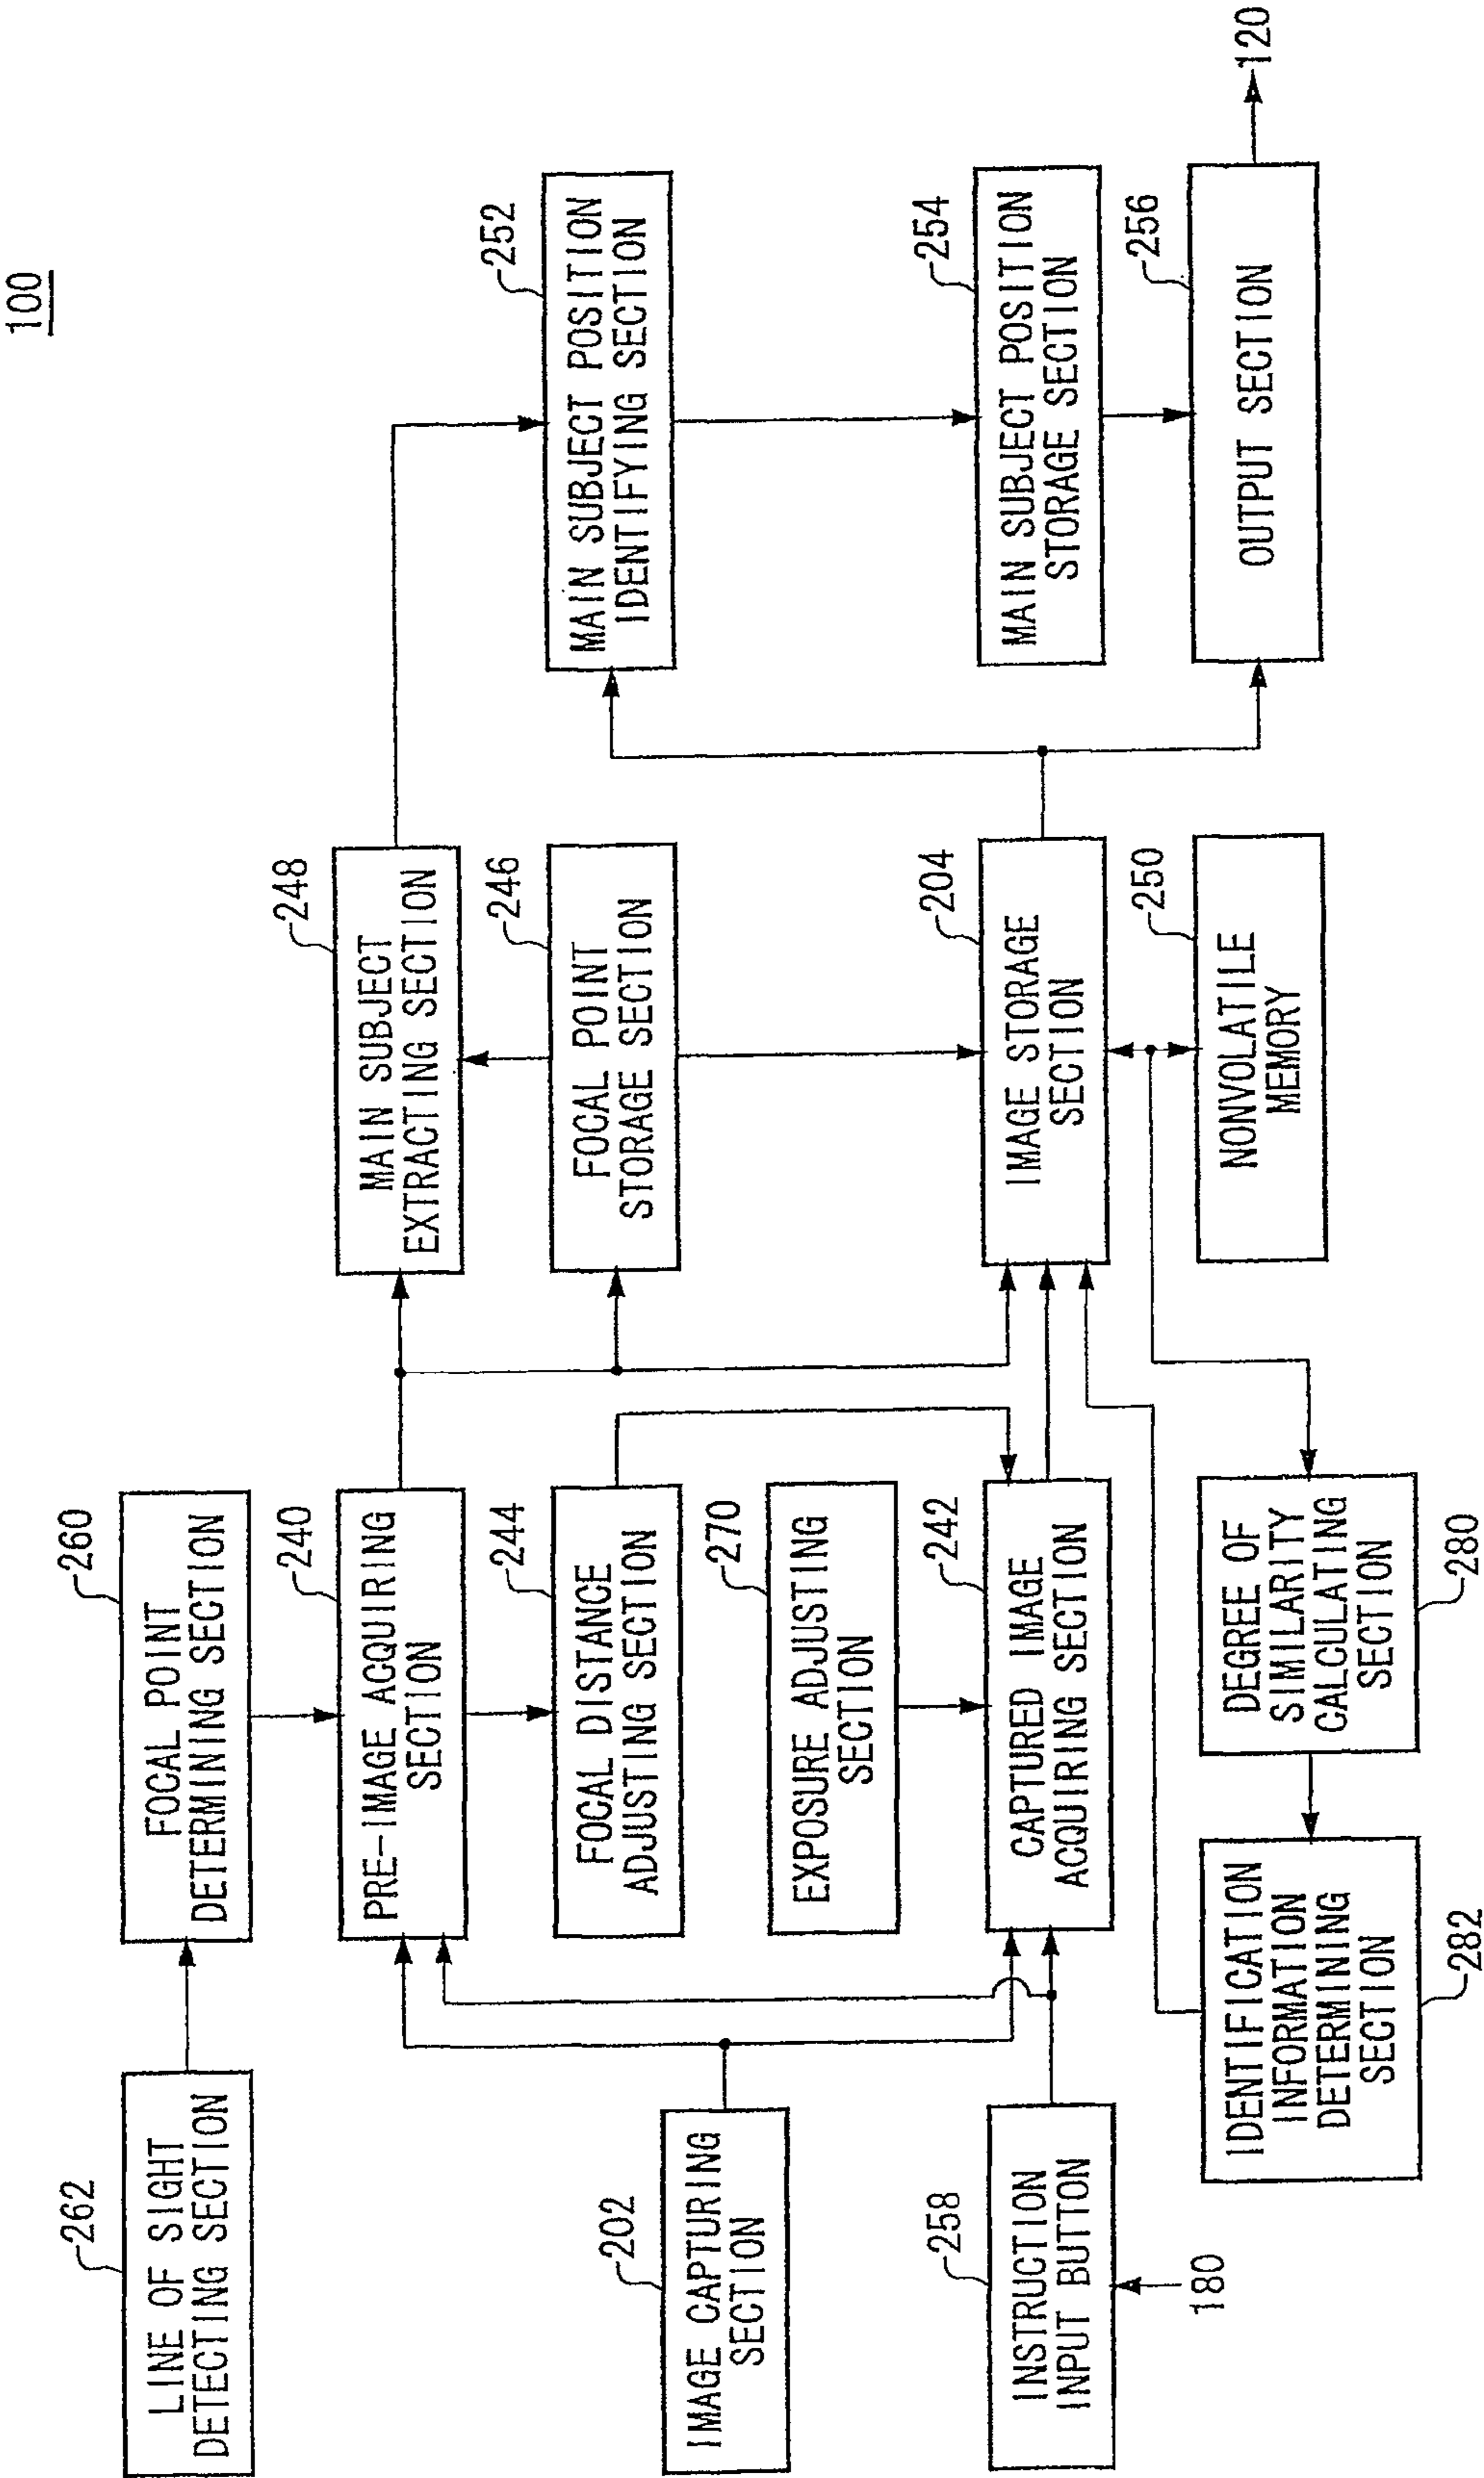 100
262
LINE OF SIGHT
DETECTING SECTION
260
FOCAL POINT
DETERMINING SECTION
240
PRE-IMAGE ACQUIRING
SECTION
248
MAIN SUBJECT
EXTRACTING SECTION
252
MAIN SUBJECT POSITION
IDENTIFYING SECTION
244
FOCAL DISTANCE
ADJUSTING SECTION
246
FOCAL POINT
STORAGE SECTION
202
IMAGE CAPTURING
SECTION
270
EXPOSURE ADJUSTING
SECTION
258
INSTRUCTION
INPUT BUTTON
180
242
CAPTURED IMAGE
ACQUIRING SECTION
204
IMAGE STORAGE
SECTION
254
MAIN SUBJECT POSITION
STORAGE SECTION
250
NONVOLATILE
MEMORY
256
OUTPUT SECTION
120
IDENTIFICATION
INFORMATION
DETERMINING
SECTION
282
DEGREE OF
SIMILARITY
CALCULATING
SECTION
280